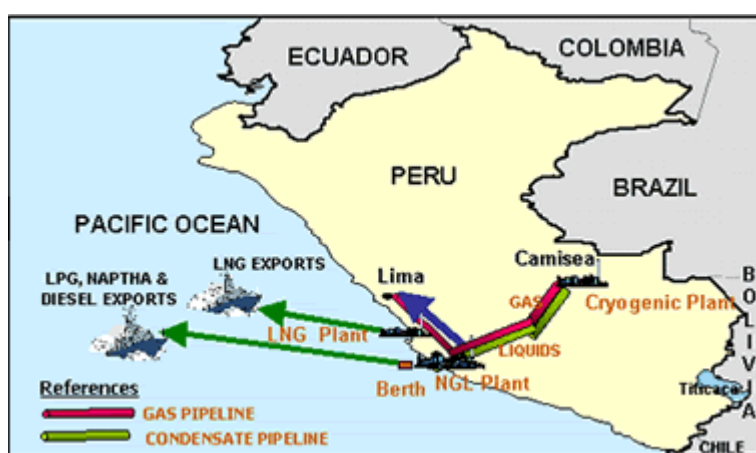 ECUADOR
COLOMBIA
PERU
BRAZIL
PACIFIC OCEAN
LNG EXPORTS
LPG, NAPTHA &
DIESEL EXPORTS
Lima
Camisea
GAS
Cryogenic Plant
BOLIVIA
LNG Plant
LIQUIDS
Berth
NGL Plant
Titicaca
References
GAS PIPELINE
CONDENSATE PIPELINE
CHILE